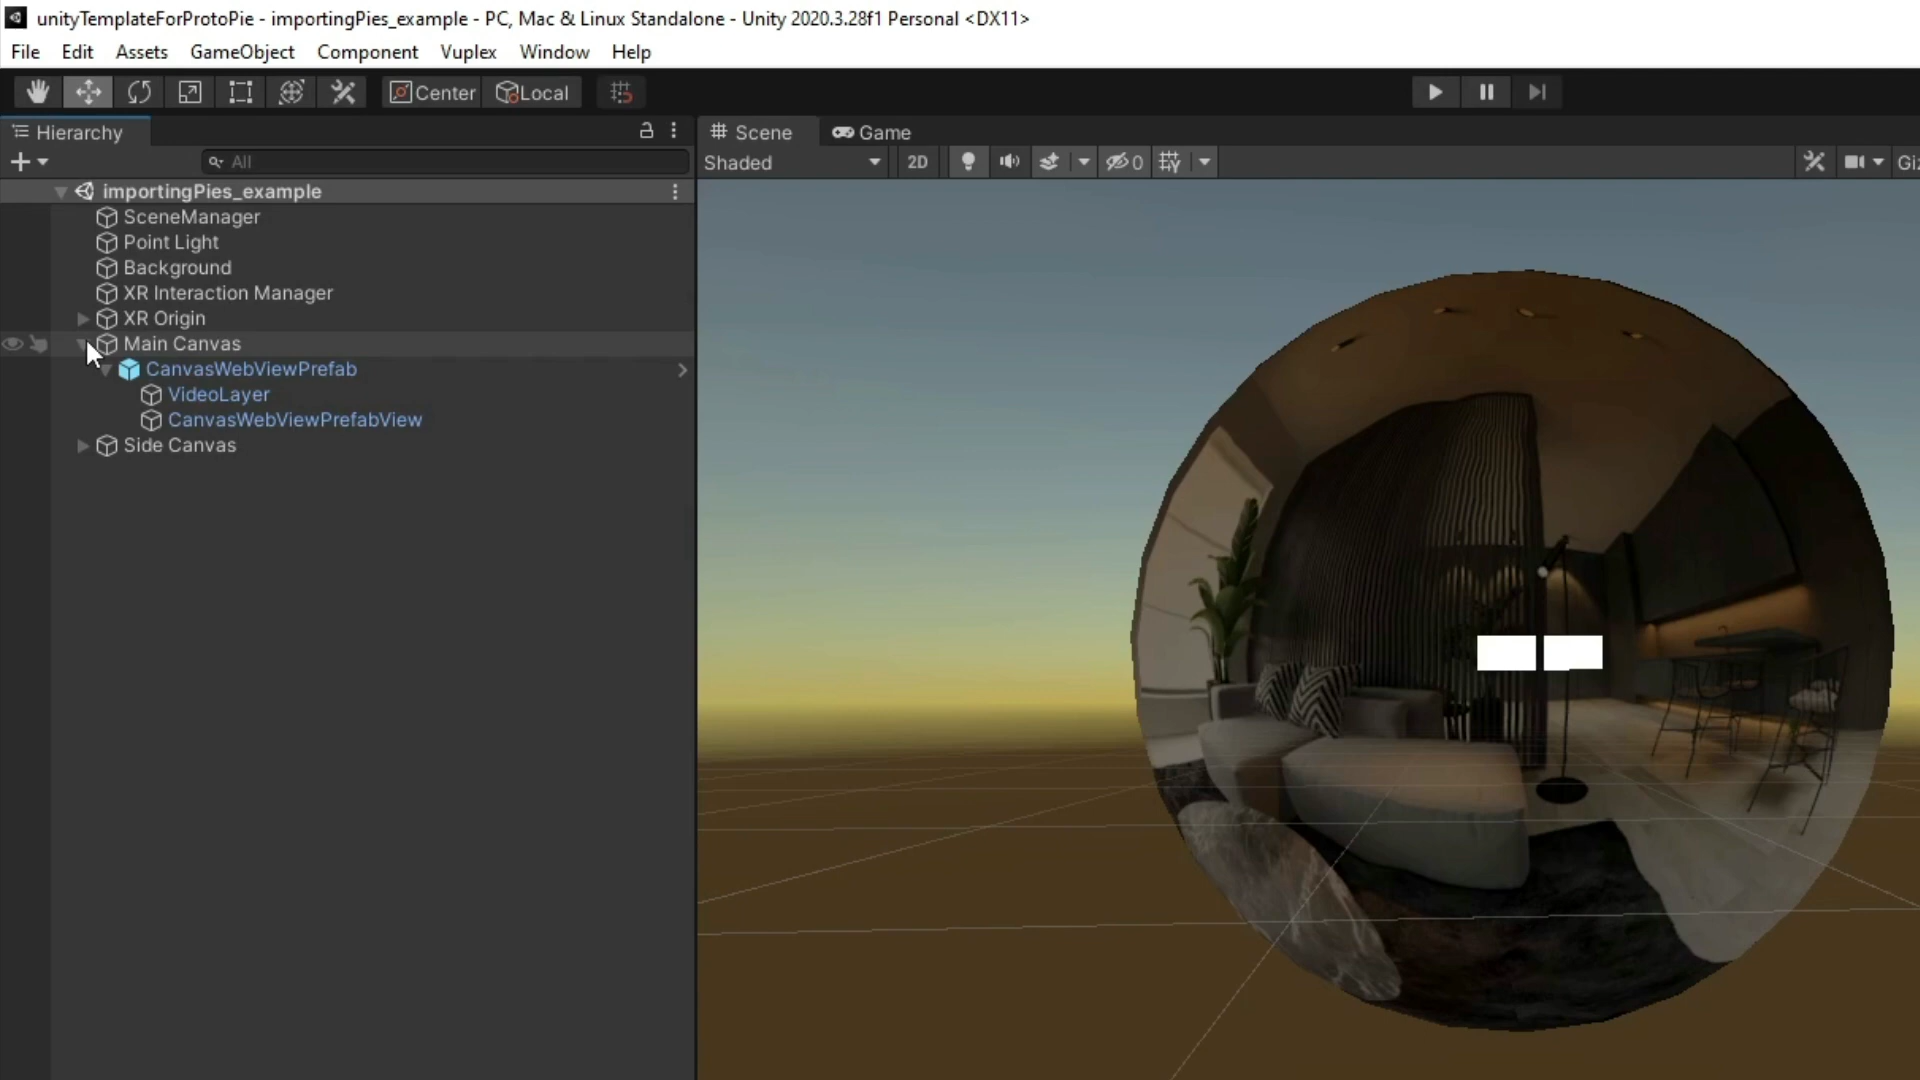 unityTemplateForProtoPie - importingPies_example - PC, Mac & Linux Standalone - Unity 2020.3.28f1 Personal <DX11>
File Edit Assets GameObject Component Vuplex Window Help
Center Local
Hierarchy
All
importingPies_example
SceneManager
Point Light
Background
XR Interaction Manager
XR Origin
Main Canvas
CanvasWebViewPrefab
VideoLayer
CanvasWebViewPrefabView
Side Canvas
Scene Game
Shaded 2D 0 Giz